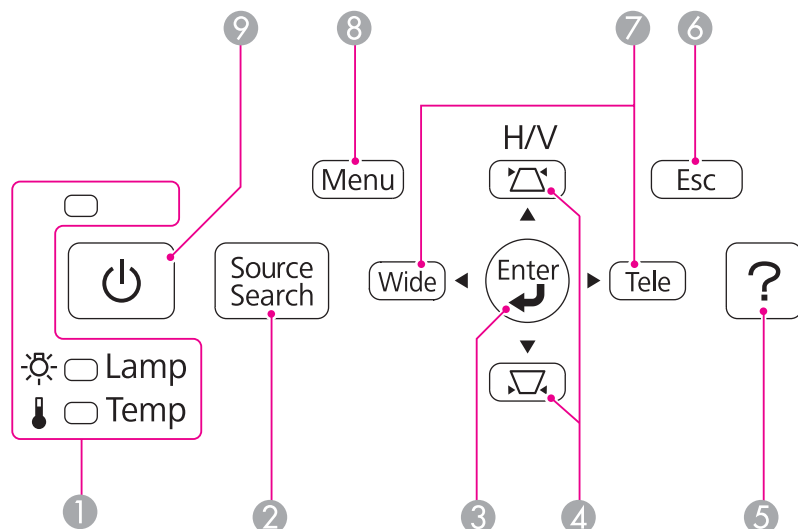 9
8
7
6
H/V
Menu
Esc
Source
Search
Wide
Enter
Tele
?
Lamp
Temp
1
2
3
4
5